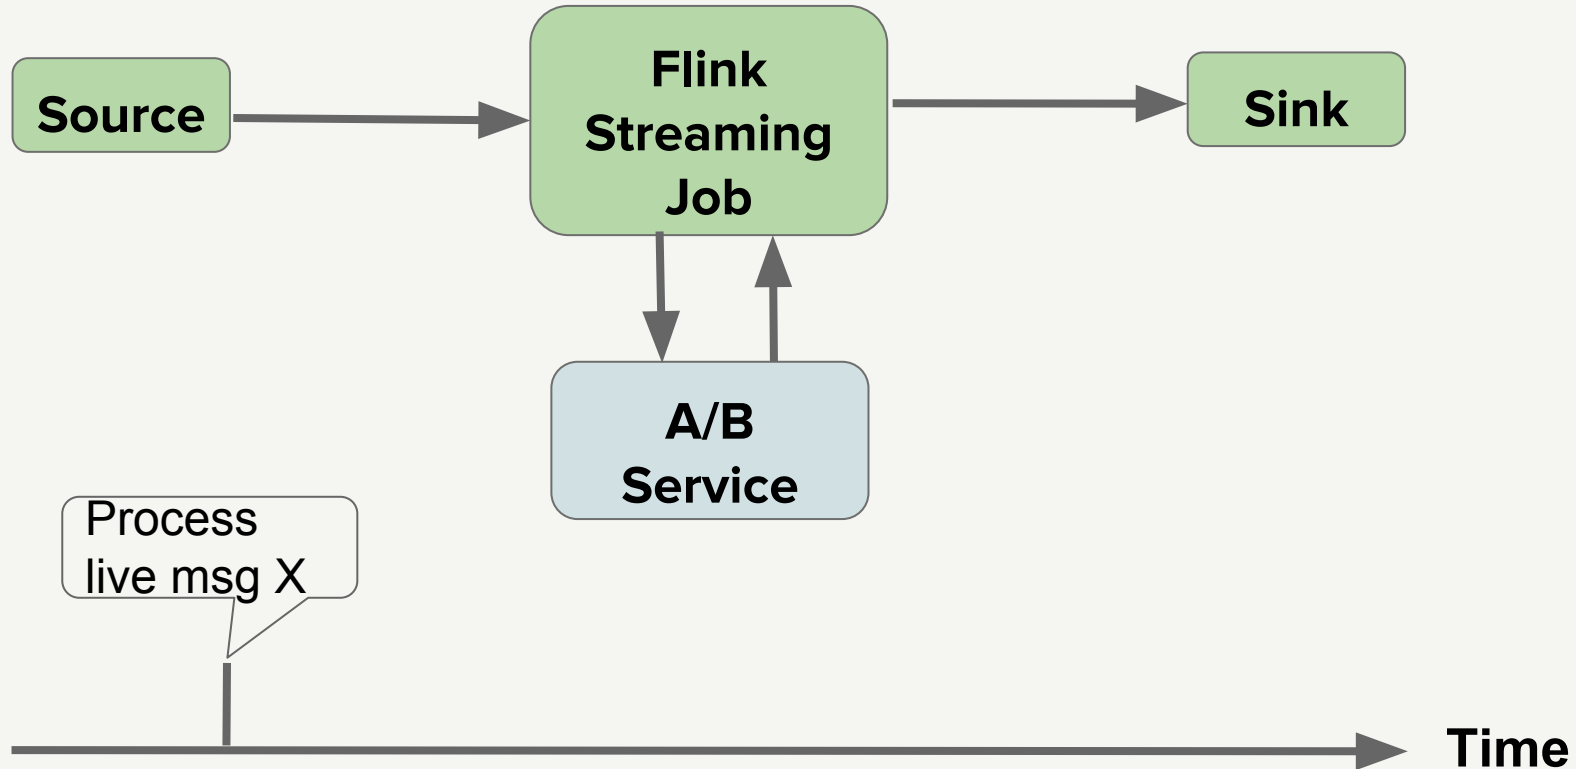 Source
Flink
Streaming
Job
Sink
A/B
Service
Process
live msg X
Time